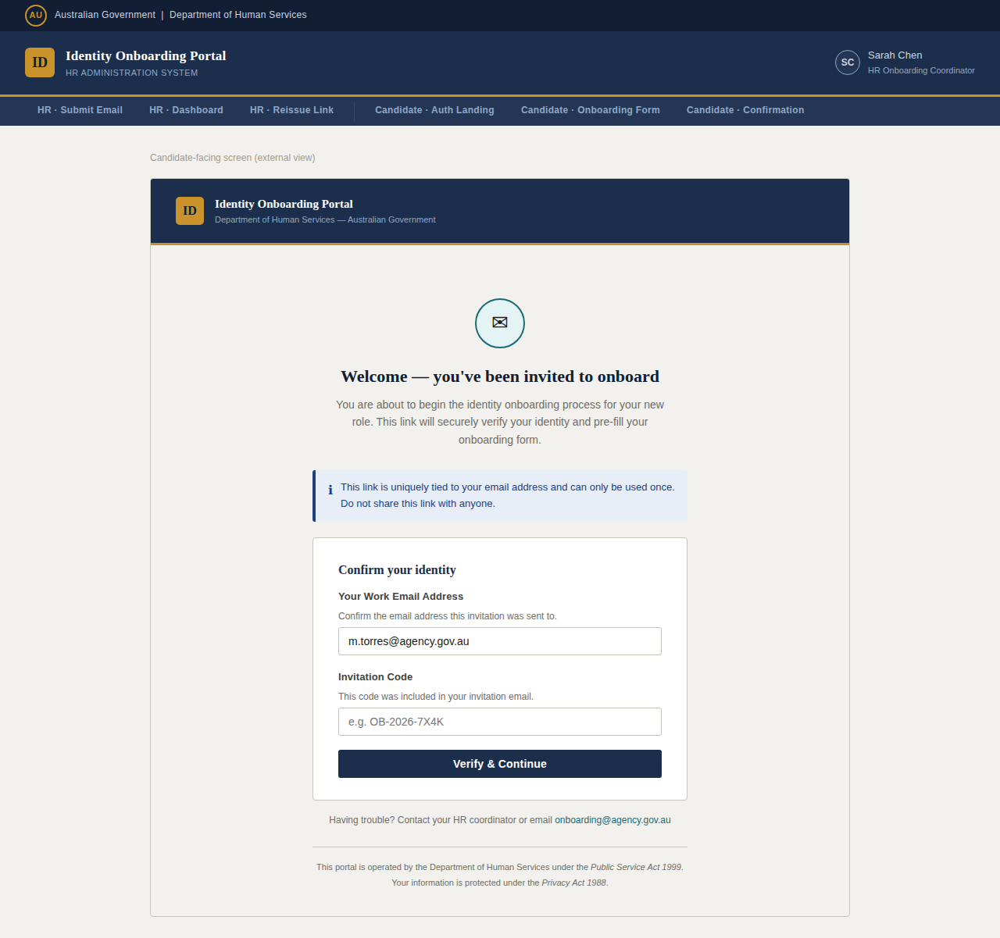 AU Australian Government | Department of Human Services
ID Identity Onboarding Portal
HR ADMINISTRATION SYSTEM
SC Sarah Chen
HR Onboarding Coordinator
HR · Submit Email HR · Dashboard HR · Reissue Link Candidate · Auth Landing Candidate · Onboarding Form Candidate · Confirmation
Candidate-facing screen (external view)
ID Identity Onboarding Portal
Department of Human Services — Australian Government
Welcome — you've been invited to onboard
You are about to begin the identity onboarding process for your new
role. This link will securely verify your identity and pre-fill your
onboarding form.
ℹ This link is uniquely tied to your email address and can only be used once.
Do not share this link with anyone.
Confirm your identity
Your Work Email Address
Confirm the email address this invitation was sent to.
m.torres@agency.gov.au
Invitation Code
This code was included in your invitation email.
e.g. OB-2026-7X4K
Verify & Continue
Having trouble? Contact your HR coordinator or email onboarding@agency.gov.au
This portal is operated by the Department of Human Services under the Public Service Act 1999.
Your information is protected under the Privacy Act 1988.